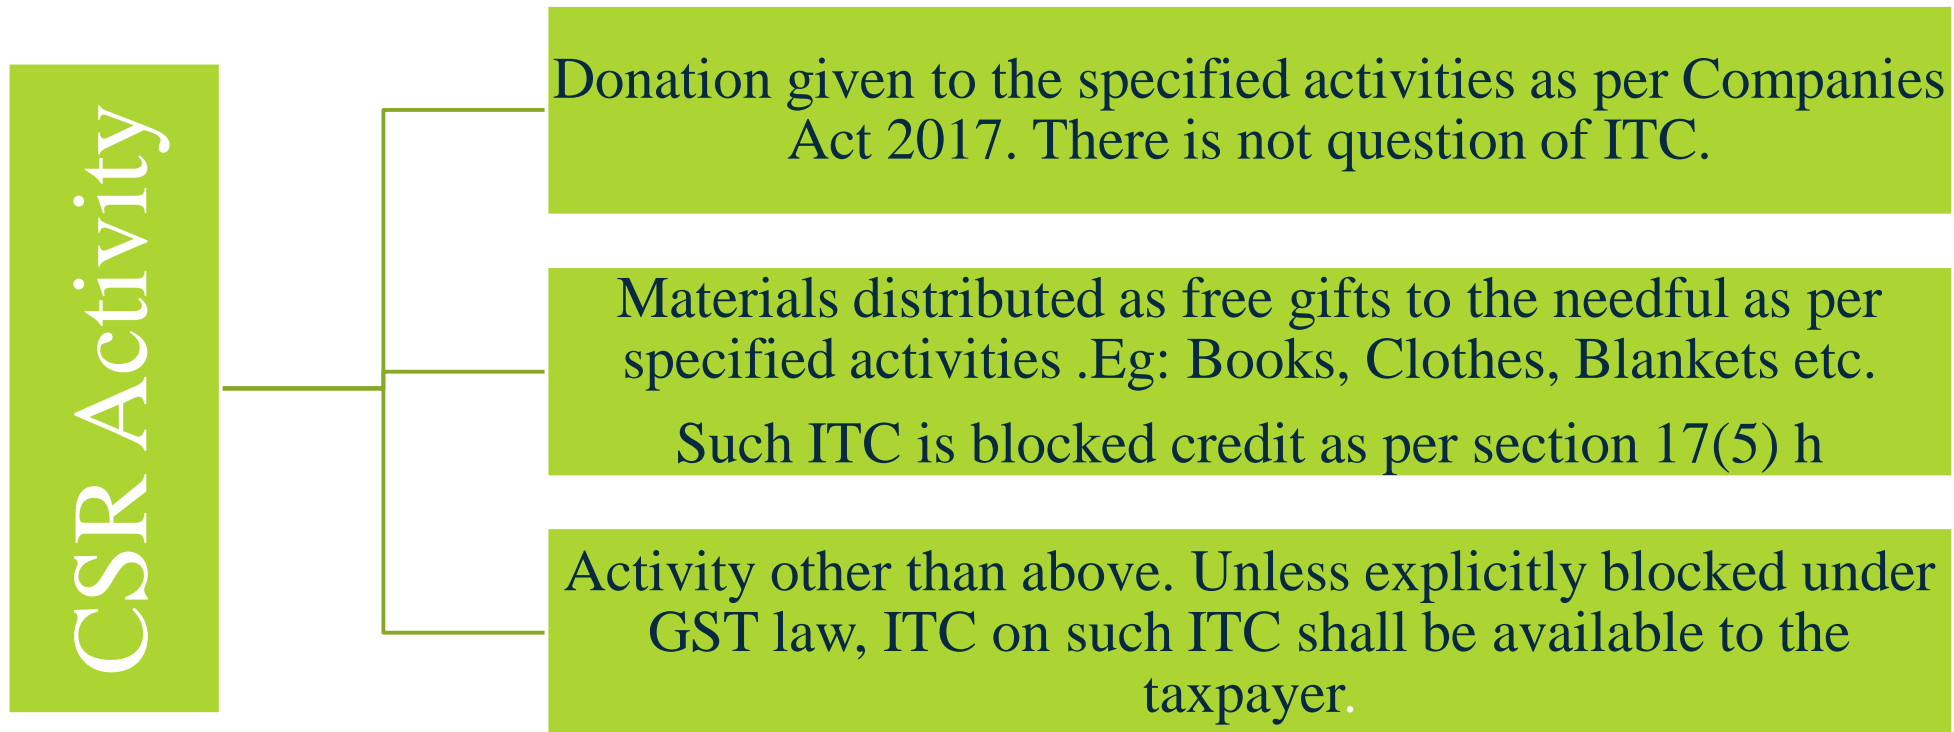 CSR Activity
Donation given to the specified activities as per Companies
Act 2017. There is not question of ITC.
Materials distributed as free gifts to the needful as per
specified activities .Eg: Books, Clothes, Blankets etc.
Such ITC is blocked credit as per section 17(5) h
Activity other than above. Unless explicitly blocked under
GST law, ITC on such ITC shall be available to the
taxpayer.